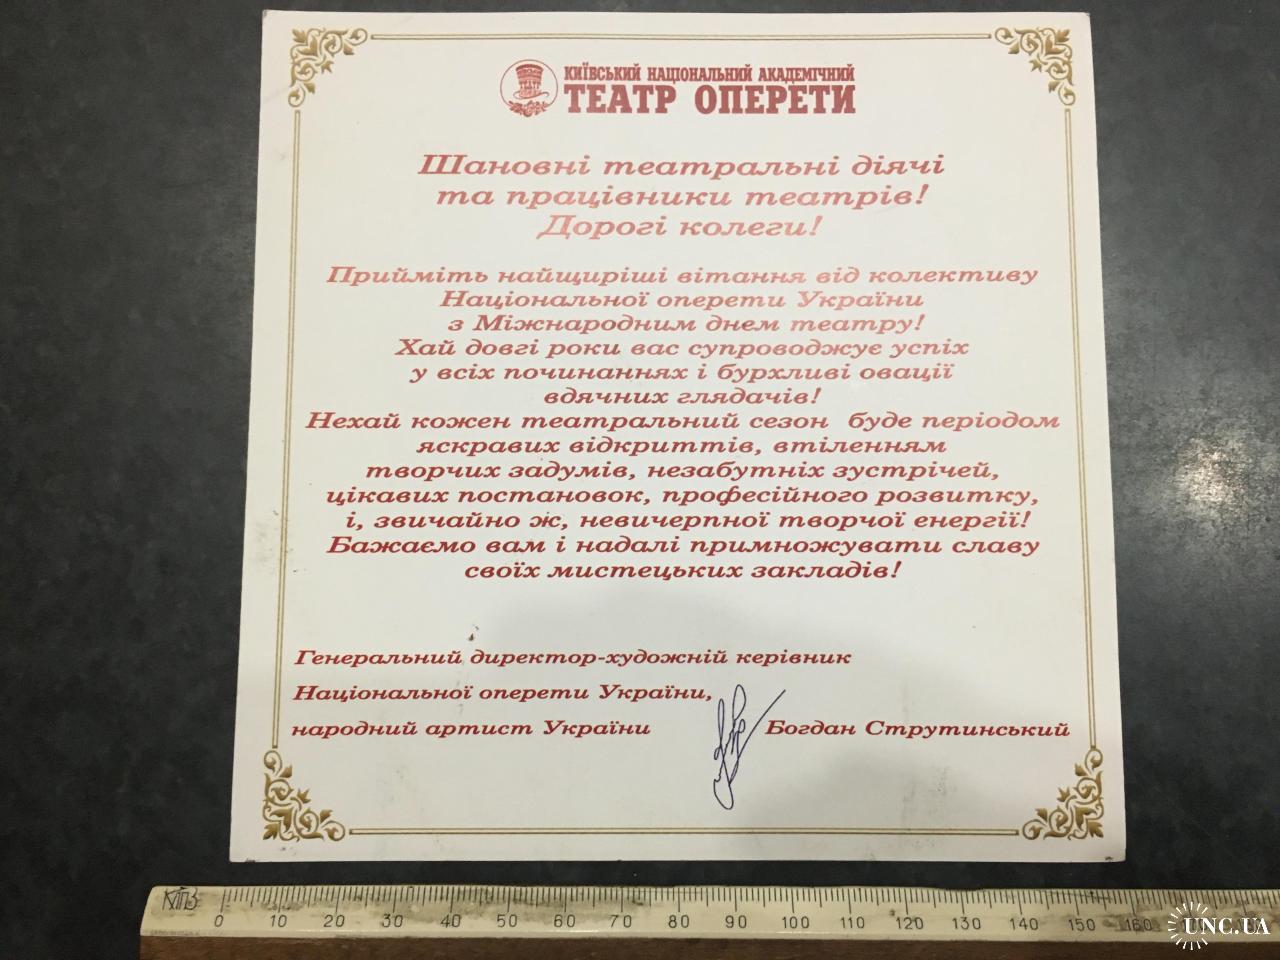 КИЇВСЬКИЙ НАЦІОНАЛЬНИЙ АКАДЕМІЧНИЙ
ТЕАТР ОПЕРЕТИ
Шановні театральні діячі
та працівники театрів!
Дорогі колеги!
Прийміть найщиріші вітання від колективу
Національної оперети України
з Міжнародним днем театру!
Хай довгі роки вас супроводжує успіх
у всіх починаннях і бурхливі овації
вдячних глядачів!
Нехай кожен театральний сезон буде періодом
яскравих відкриттів, втіленням
творчих задумів, незабутніх зустрічей,
цікавих постановок, професійного розвитку,
і, звичайно ж, невичерпної творчої енергії!
Бажаємо вам і надалі примножувати славу
своїх мистецьких закладів!
Генеральний директор-художній керівник
Національної оперети України,
народний артист України Богдан Струтинський
0 10 20 30 40 50 60 70 80 90 100 110 120 130 140 150 160
UNC.UA